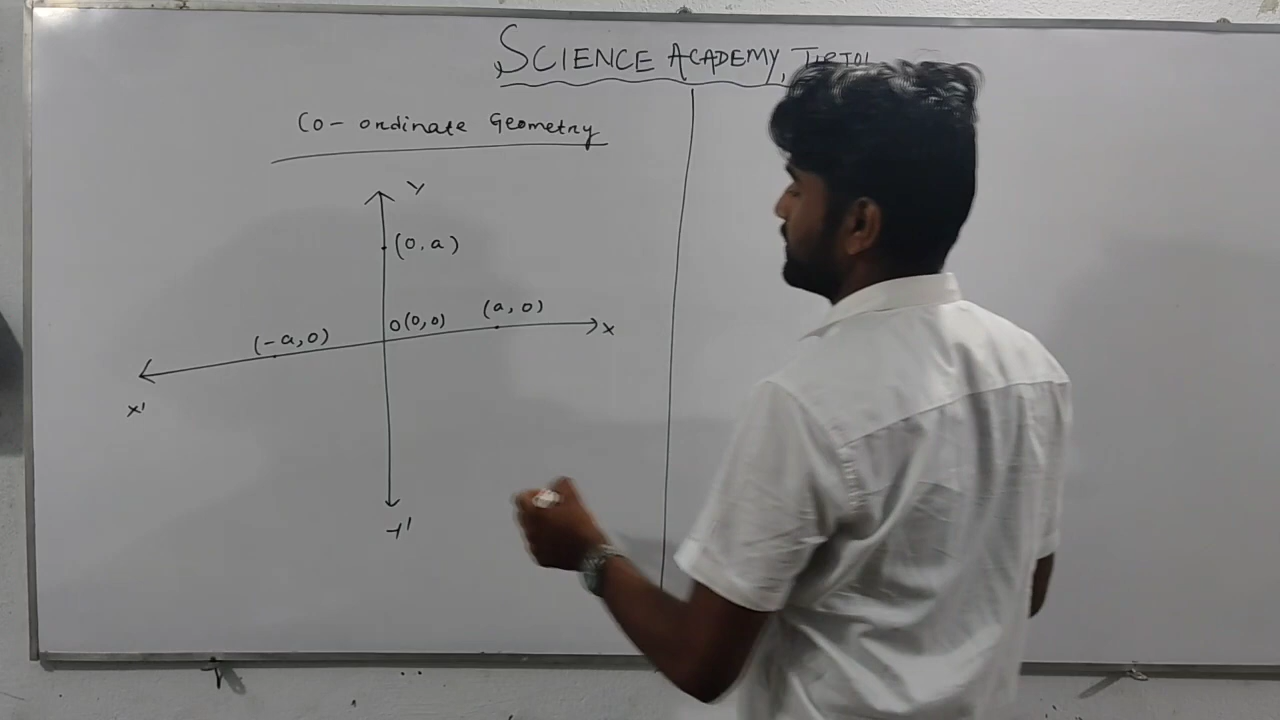 SCIENCE ACADEMY,
Co-ordinate Geometry
Y
(0,a)
(a,0)
O(0,0)
X
(-a,0)
X'
Y'